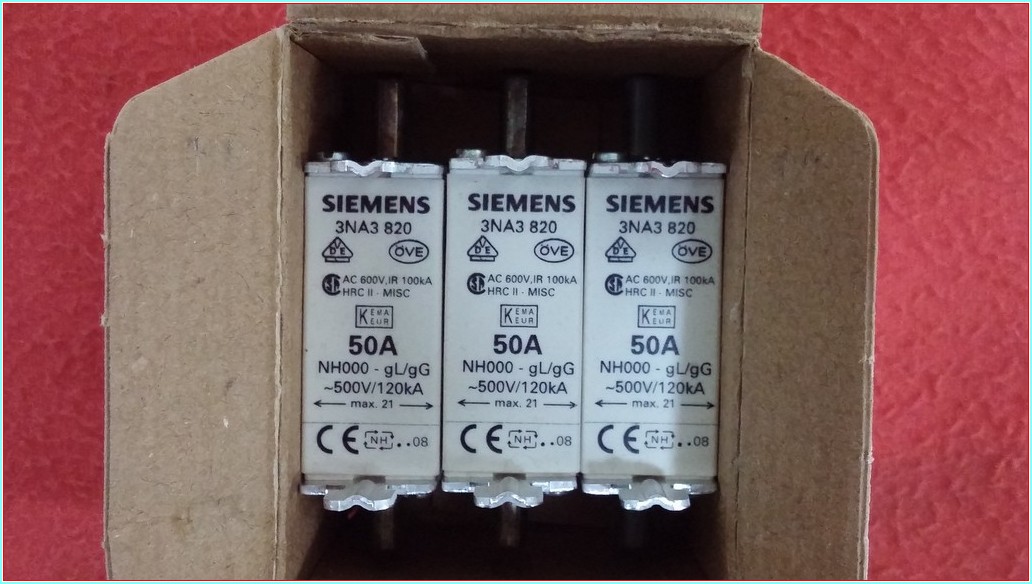 SIEMENS
3NA3 820
VDE ÖVE
AC 600V,IR 100kA
HRC II - MISC
KEMA
KEUR
50A
NH000 - gL/gG
~500V/120kA
max. 21
CE NH ..08
SIEMENS
3NA3 820
VDE ÖVE
AC 600V,IR 100kA
HRC II - MISC
KEMA
KEUR
50A
NH000 - gL/gG
~500V/120kA
max. 21
CE NH ..08
SIEMENS
3NA3 820
VDE ÖVE
AC 600V,IR 100kA
HRC II - MISC
KEMA
KEUR
50A
NH000 - gL/gG
~500V/120kA
max. 21
CE NH ..08